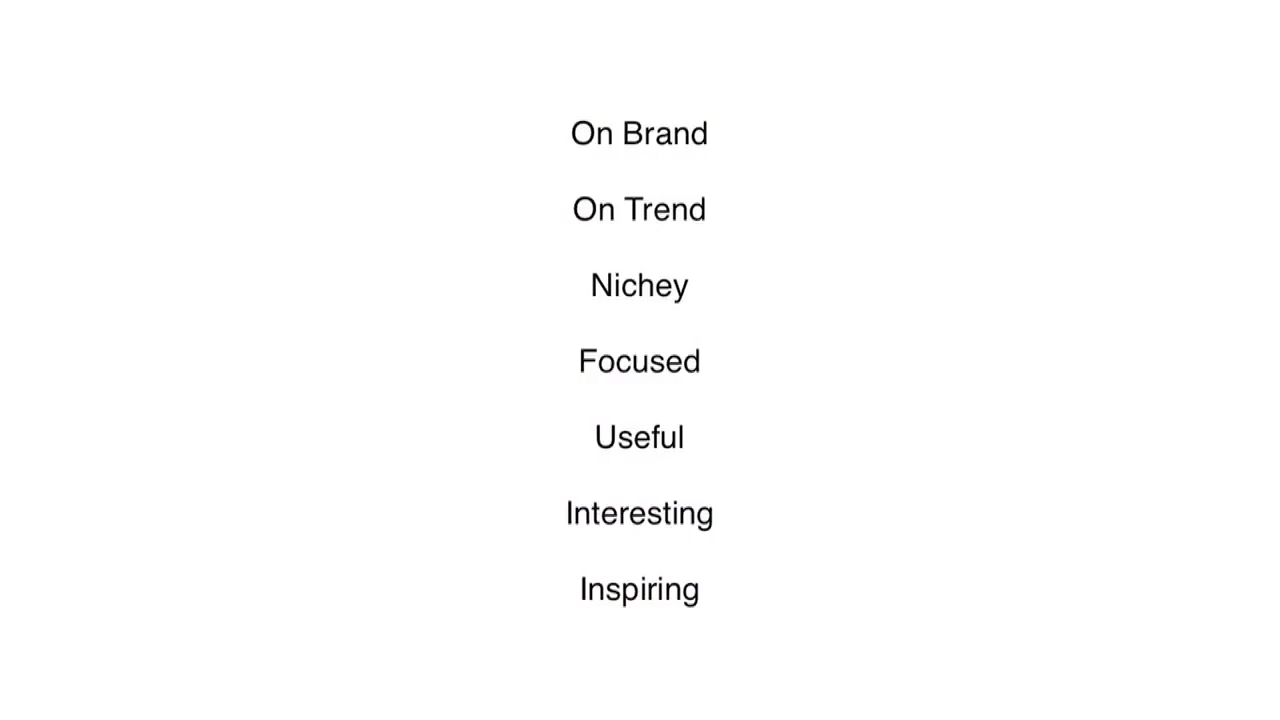 On Brand
On Trend
Nichey
Focused
Useful
Interesting
Inspiring